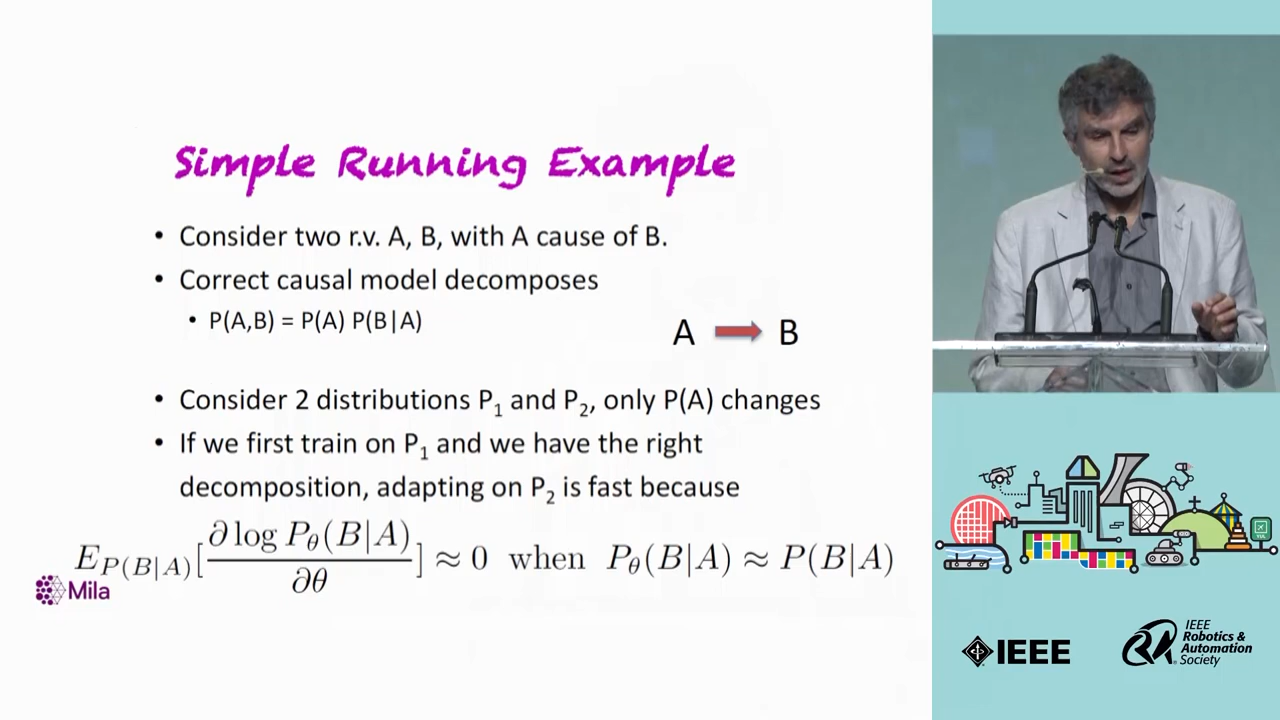 Simple Running Example
• Consider two r.v. A, B, with A cause of B.
• Correct causal model decomposes
• P(A,B) = P(A) P(B|A)
A B
• Consider 2 distributions P₁ and P₂, only P(A) changes
• If we first train on P₁ and we have the right
decomposition, adapting on P₂ is fast because
E_{P(B|A)}[∂ log P_θ(B|A) / ∂θ] ≈ 0 when P_θ(B|A) ≈ P(B|A)
Mila
IEEE
IEEE
Robotics &
Automation
Society